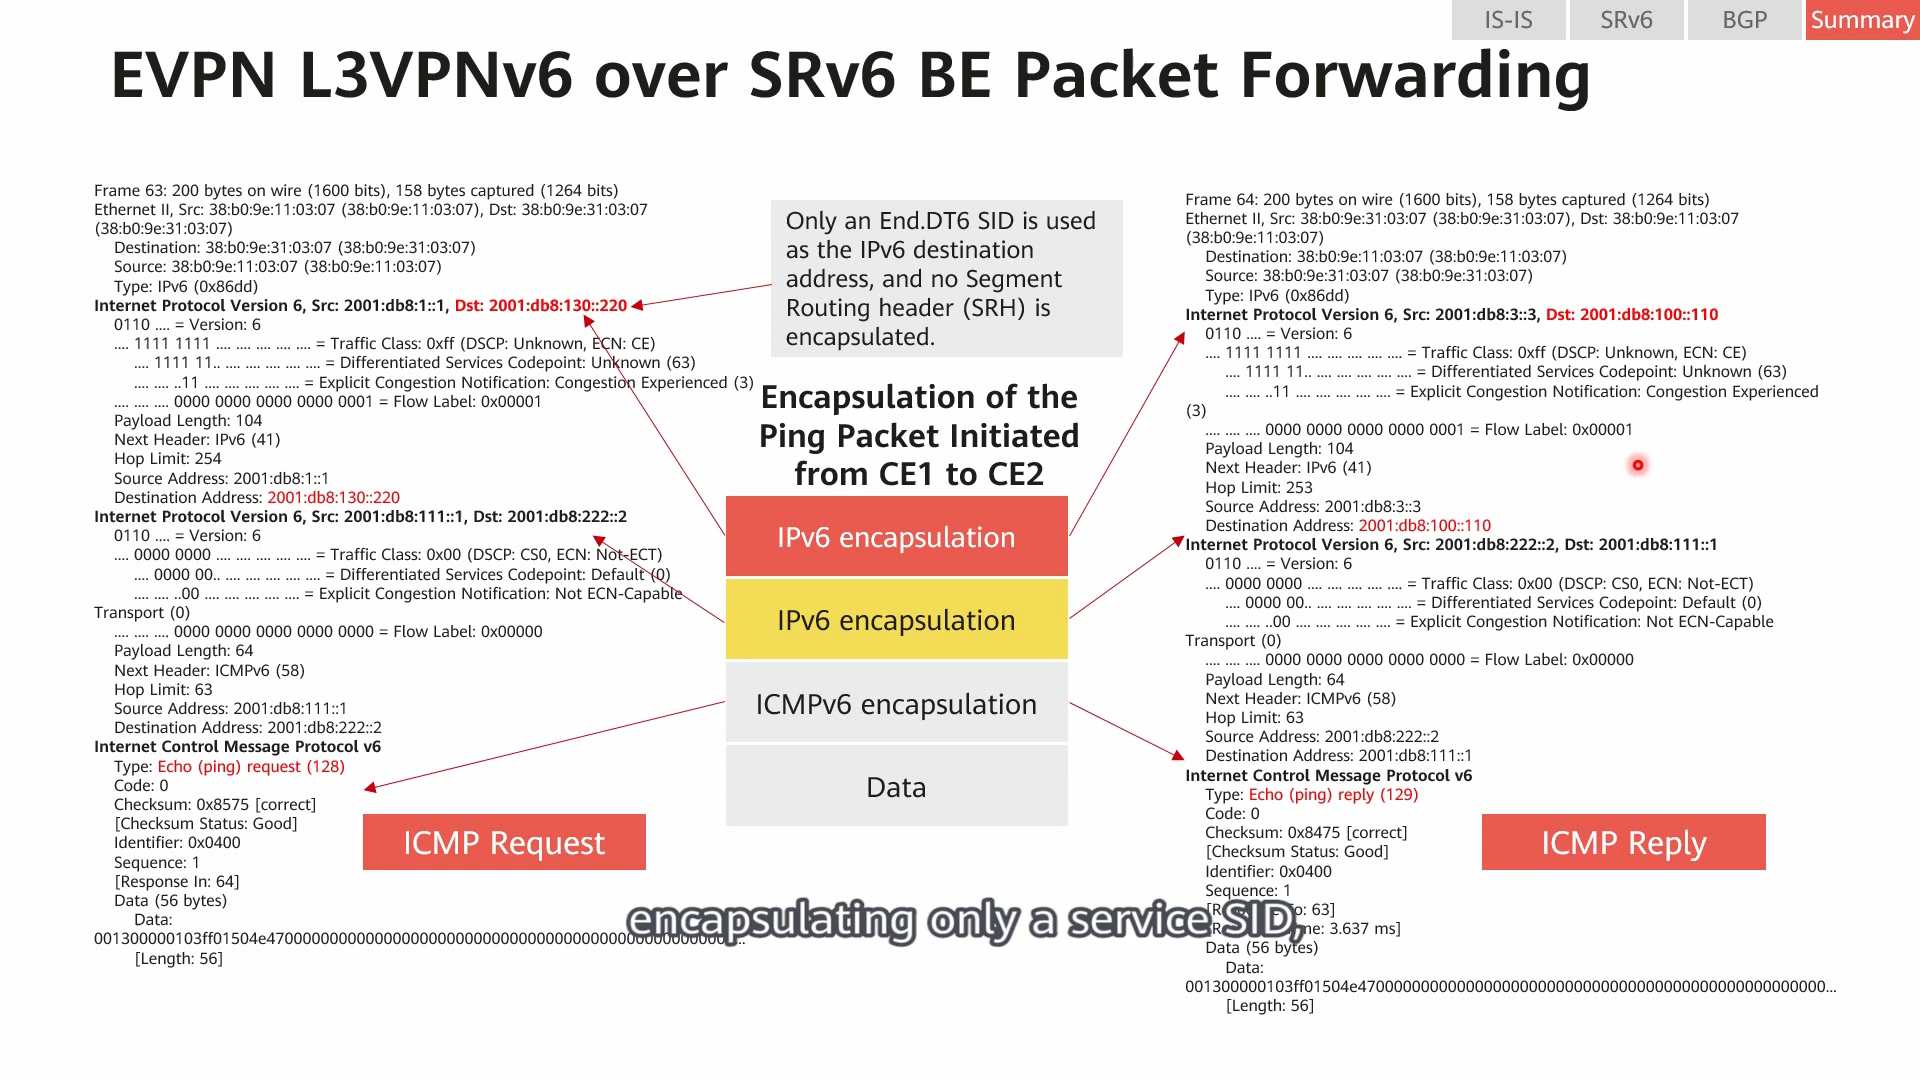 IS-IS
SRv6
BGP
Summary
EVPN L3VPNv6 over SRv6 BE Packet Forwarding
Frame 63: 200 bytes on wire (1600 bits), 158 bytes captured (1264 bits)
Ethernet II, Src: 38:b0:9e:11:03:07 (38:b0:9e:11:03:07), Dst: 38:b0:9e:31:03:07
(38:b0:9e:31:03:07)
Destination: 38:b0:9e:31:03:07 (38:b0:9e:31:03:07)
Source: 38:b0:9e:11:03:07 (38:b0:9e:11:03:07)
Type: IPv6 (0x86dd)
Internet Protocol Version 6, Src: 2001:db8:1::1, Dst: 2001:db8:130::220
0110 .... = Version: 6
.... 1111 1111 .... .... .... .... .... = Traffic Class: 0xff (DSCP: Unknown, ECN: CE)
.... 1111 11.. .... .... .... .... .... = Differentiated Services Codepoint: Unknown (63)
.... .... ..11 .... .... .... .... .... = Explicit Congestion Notification: Congestion Experienced (3)
.... .... .... 0000 0000 0000 0000 0001 = Flow Label: 0x00001
Payload Length: 104
Next Header: IPv6 (41)
Hop Limit: 254
Source Address: 2001:db8:1::1
Destination Address: 2001:db8:130::220
Internet Protocol Version 6, Src: 2001:db8:111::1, Dst: 2001:db8:222::2
0110 .... = Version: 6
.... 0000 0000 .... .... .... .... .... = Traffic Class: 0x00 (DSCP: CS0, ECN: Not-ECT)
.... 0000 00.. .... .... .... .... .... = Differentiated Services Codepoint: Default (0)
.... .... ..00 .... .... .... .... .... = Explicit Congestion Notification: Not ECN-Capable
Transport (0)
.... .... .... 0000 0000 0000 0000 0000 = Flow Label: 0x00000
Payload Length: 64
Next Header: ICMPv6 (58)
Hop Limit: 63
Source Address: 2001:db8:111::1
Destination Address: 2001:db8:222::2
Internet Control Message Protocol v6
Type: Echo (ping) request (128)
Code: 0
Checksum: 0x8575 [correct]
[Checksum Status: Good]
Identifier: 0x0400
Sequence: 1
[Response In: 64]
Data (56 bytes)
Data:
[Length: 56]
ICMP Request
Only an End.DT6 SID is used
as the IPv6 destination
address, and no Segment
Routing header (SRH) is
encapsulated.
Encapsulation of the
Ping Packet Initiated
from CE1 to CE2
IPv6 encapsulation
IPv6 encapsulation
ICMPv6 encapsulation
Data
Frame 64: 200 bytes on wire (1600 bits), 158 bytes captured (1264 bits)
Ethernet II, Src: 38:b0:9e:31:03:07 (38:b0:9e:31:03:07), Dst: 38:b0:9e:11:03:07
(38:b0:9e:11:03:07)
Destination: 38:b0:9e:11:03:07 (38:b0:9e:11:03:07)
Source: 38:b0:9e:31:03:07 (38:b0:9e:31:03:07)
Type: IPv6 (0x86dd)
Internet Protocol Version 6, Src: 2001:db8:3::3, Dst: 2001:db8:100::110
0110 .... = Version: 6
.... 1111 1111 .... .... .... .... .... = Traffic Class: 0xff (DSCP: Unknown, ECN: CE)
.... 1111 11.. .... .... .... .... .... = Differentiated Services Codepoint: Unknown (63)
.... .... ..11 .... .... .... .... .... = Explicit Congestion Notification: Congestion Experienced
(3)
.... .... .... 0000 0000 0000 0000 0001 = Flow Label: 0x00001
Payload Length: 104
Next Header: IPv6 (41)
Hop Limit: 253
Source Address: 2001:db8:3::3
Destination Address: 2001:db8:100::110
Internet Protocol Version 6, Src: 2001:db8:222::2, Dst: 2001:db8:111::1
0110 .... = Version: 6
.... 0000 0000 .... .... .... .... .... = Traffic Class: 0x00 (DSCP: CS0, ECN: Not-ECT)
.... 0000 00.. .... .... .... .... .... = Differentiated Services Codepoint: Default (0)
.... .... ..00 .... .... .... .... .... = Explicit Congestion Notification: Not ECN-Capable
Transport (0)
.... .... .... 0000 0000 0000 0000 0000 = Flow Label: 0x00000
Payload Length: 64
Next Header: ICMPv6 (58)
Hop Limit: 63
Source Address: 2001:db8:222::2
Destination Address: 2001:db8:111::1
Internet Control Message Protocol v6
Type: Echo (ping) reply (129)
Code: 0
Checksum: 0x8475 [correct]
[Checksum Status: Good]
Identifier: 0x0400
Sequence: 1
63]
3.637 ms]
Data (56 bytes)
Data:
[Length: 56]
ICMP Reply
encapsulating only a service SID,